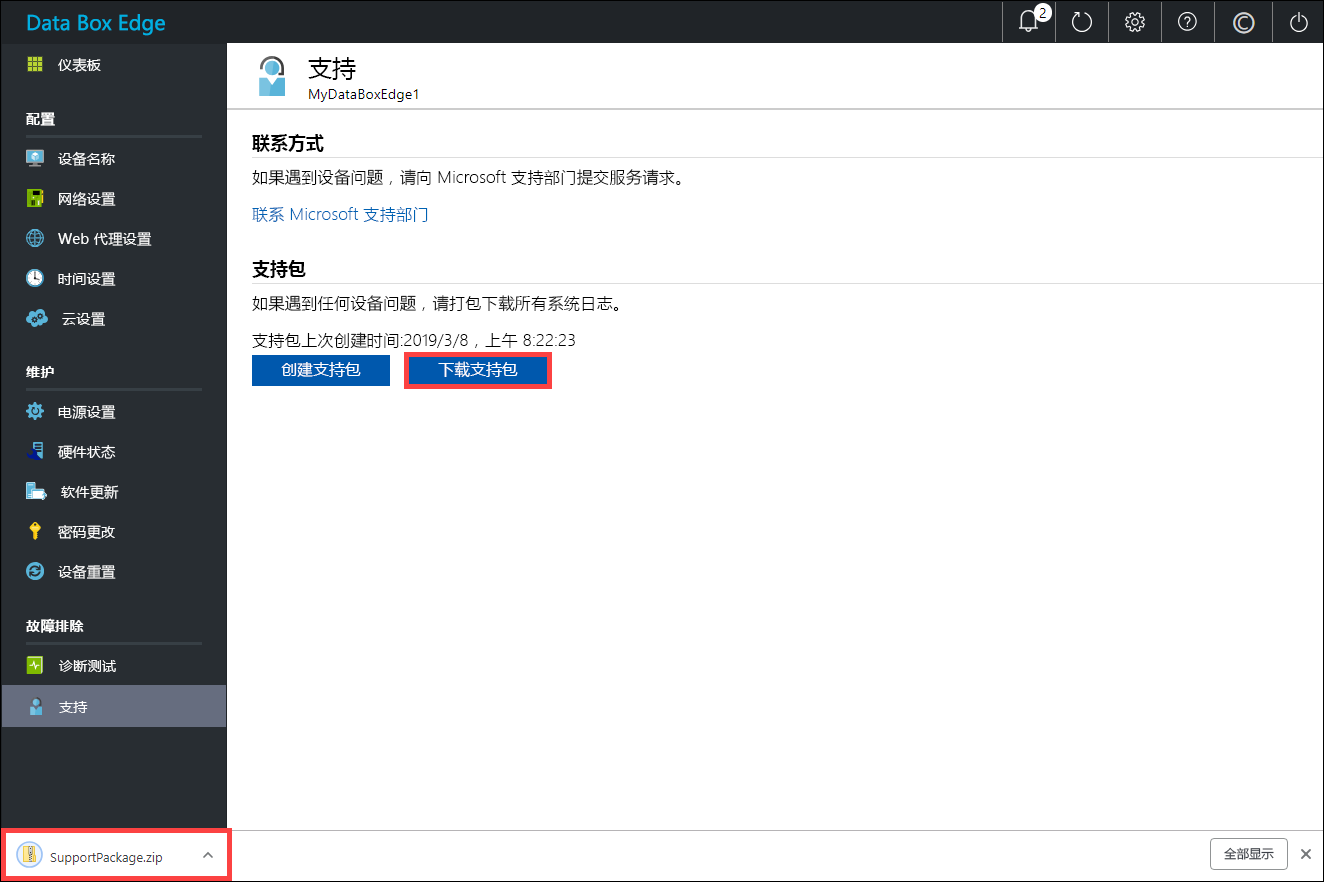 Data Box Edge
2
仪表板
配置
设备名称
网络设置
Web 代理设置
时间设置
云设置
维护
电源设置
硬件状态
软件更新
密码更改
设备重置
故障排除
诊断测试
支持
支持
MyDataBoxEdge1
联系方式
如果遇到设备问题，请向 Microsoft 支持部门提交服务请求。
联系 Microsoft 支持部门
支持包
如果遇到任何设备问题，请打包下载所有系统日志。
支持包上次创建时间:2019/3/8，上午 8:22:23
创建支持包 下载支持包
SupportPackage.zip
全部显示